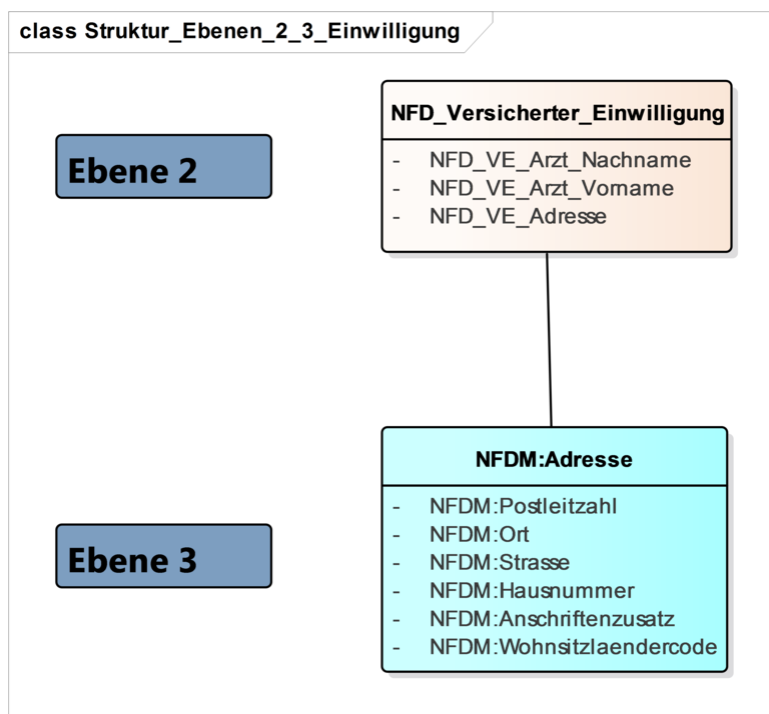 class Struktur_Ebenen_2_3_Einwilligung
Ebene 2
NFD_Versicherter_Einwilligung
- NFD_VE_Arzt_Nachname
- NFD_VE_Arzt_Vorname
- NFD_VE_Adresse
Ebene 3
NFDM:Adresse
- NFDM:Postleitzahl
- NFDM:Ort
- NFDM:Strasse
- NFDM:Hausnummer
- NFDM:Anschriftenzusatz
- NFDM:Wohnsitzlaendercode